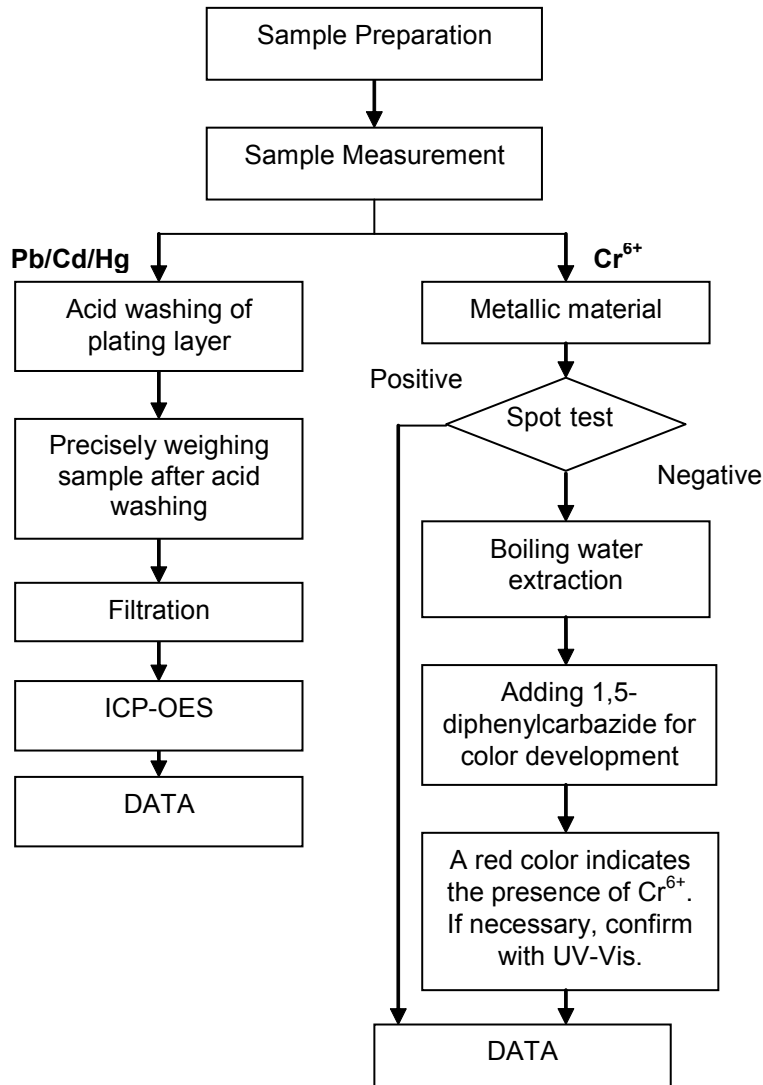 Sample Preparation
Sample Measurement
Pb/Cd/Hg
Acid washing of
plating layer
Precisely weighing
sample after acid
washing
Filtration
ICP-OES
DATA
Cr⁶⁺
Metallic material
Positive
Spot test
Negative
Boiling water
extraction
Adding 1,5-
diphenylcarbazide for
color development
A red color indicates
the presence of Cr⁶⁺.
If necessary, confirm
with UV-Vis.
DATA